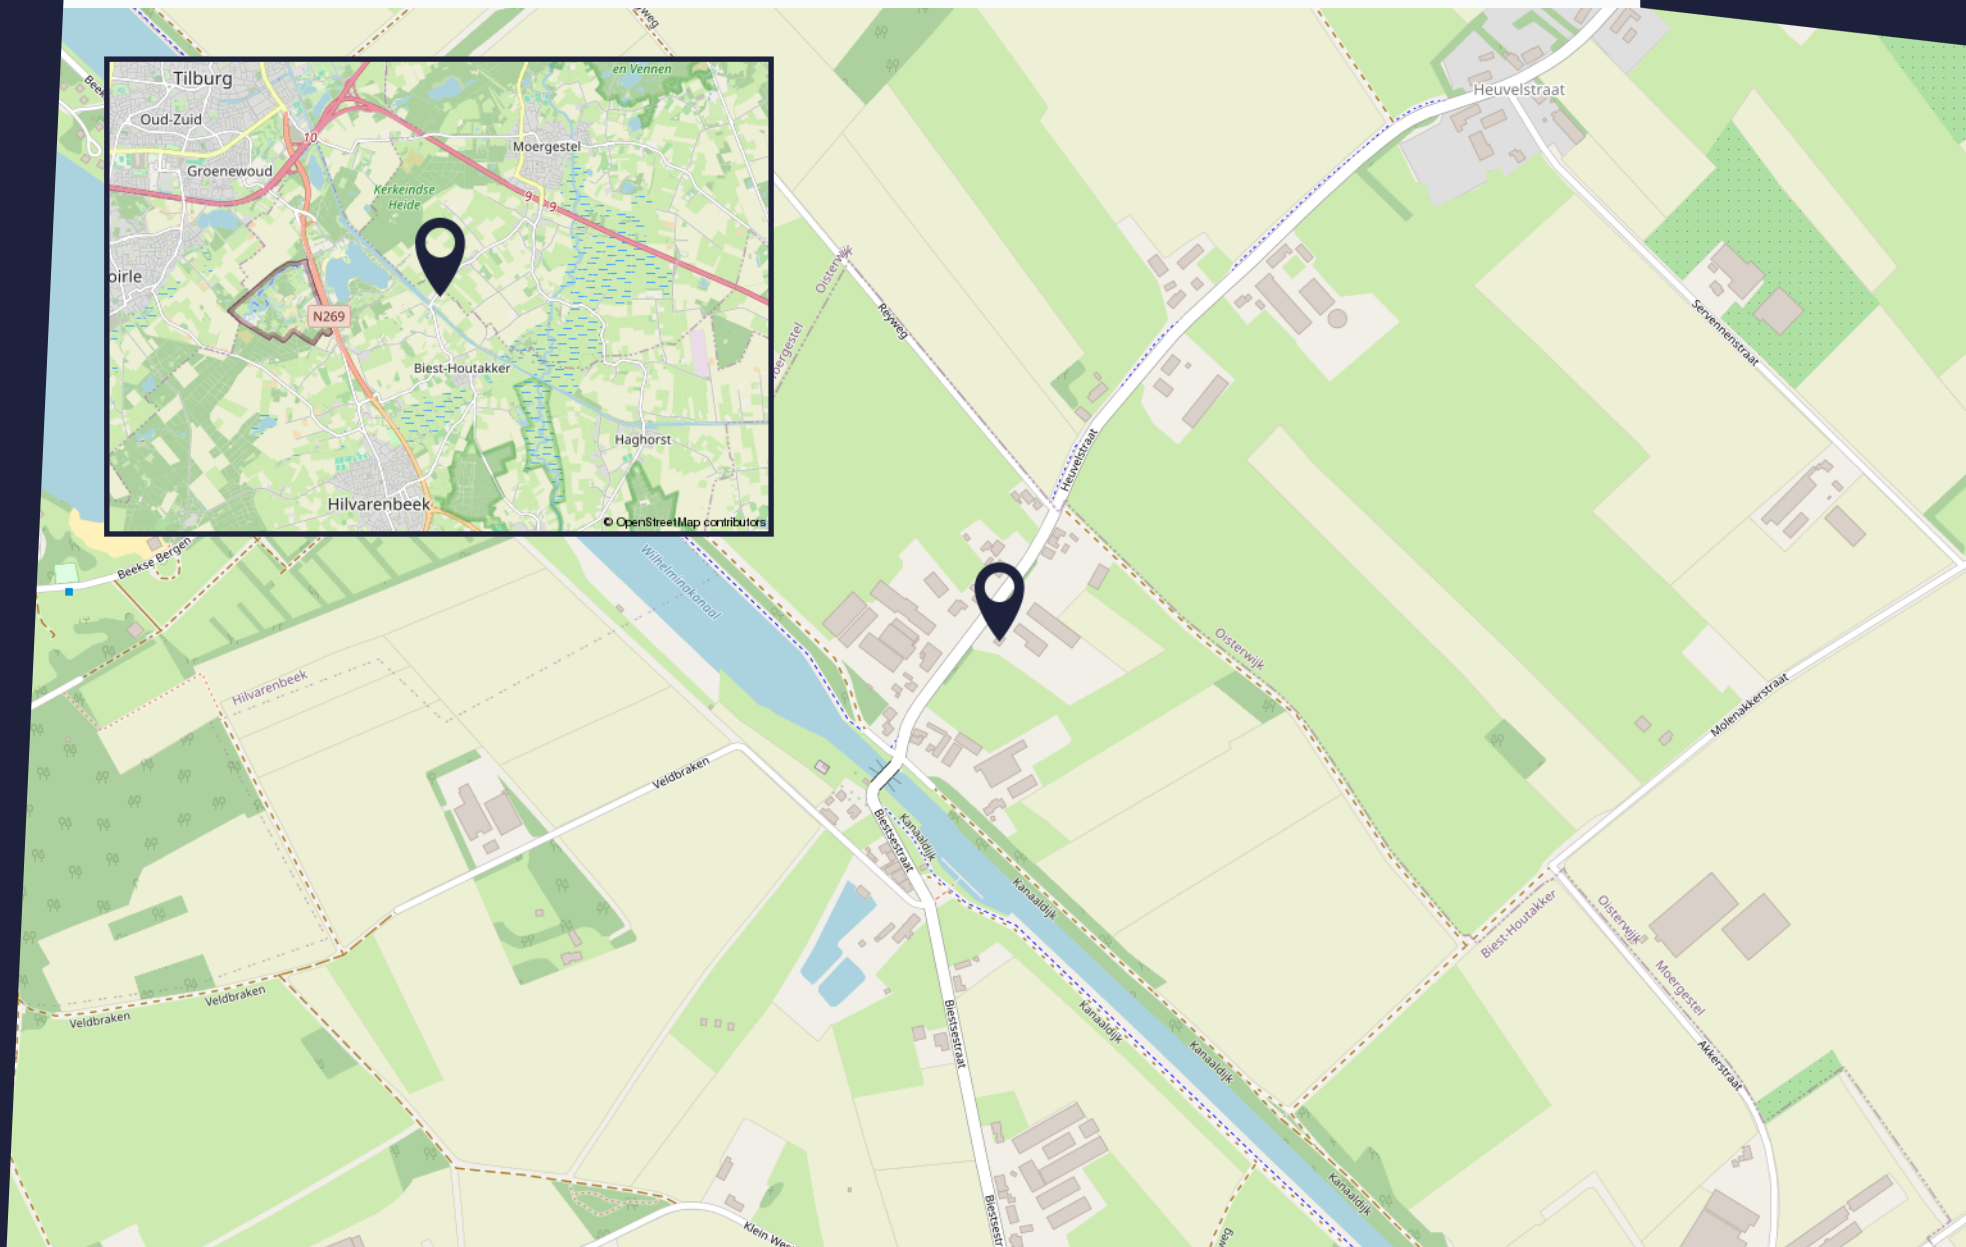 Tilburg
en Vennen
Oud-Zuid
10
Moergestel
Groenewoud
Kerkeindse
Heide
9
9
oirle
N269
Biest-Houtakker
Haghorst
Hilvarenbeek
© OpenStreetMap contributors
Heuvelstraat
Oisterwijk
Reyweg
Servennenstraat
Heuvelstraat
Beekse Bergen
Wilhelminakanaal
Oisterwijk
Hilvarenbeek
Molenakkerstraat
Veldbraken
Biestsestraat
Kanaaldijk
Kanaaldijk
Biest-Houtakker
Oisterwijk
Moergestel
Veldbraken
Veldbraken
Biestsestraat
Kanaaldijk
Kanaaldijk
Akkerstraat
Kanaaldijk
Biestsestr
Klein Wes
weg